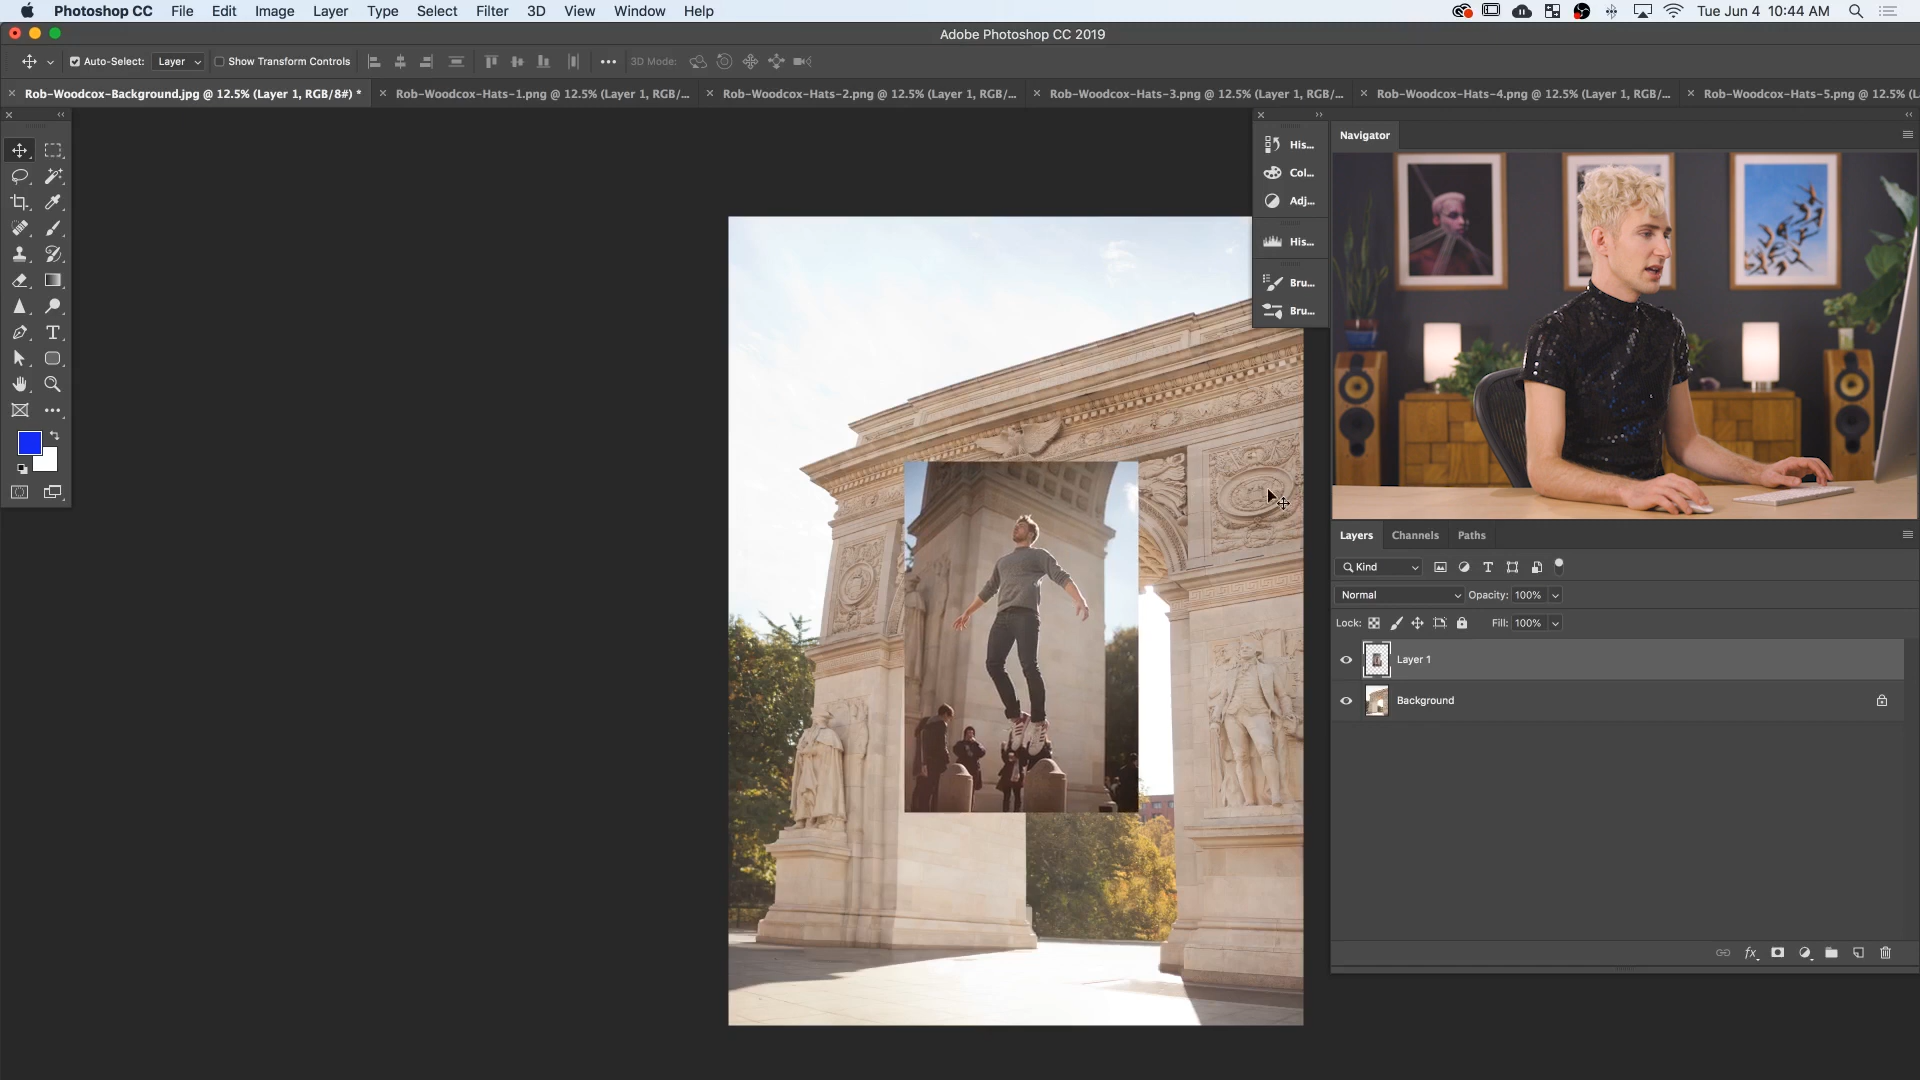 Photoshop CC File Edit Image Layer Type Select Filter 3D View Window Help Tue Jun 4 10:44 AM
Adobe Photoshop CC 2019
Auto-Select: Layer Show Transform Controls 3D Mode:
Rob-Woodcox-Background.jpg @ 12.5% (Layer 1, RGB/8#) * Rob-Woodcox-Hats-1.png @ 12.5% (Layer 1, RGB/... Rob-Woodcox-Hats-2.png @ 12.5% (Layer 1, RGB/... Rob-Woodcox-Hats-3.png @ 12.5% (Layer 1, RGB/... Rob-Woodcox-Hats-4.png @ 12.5% (Layer 1, RGB/... Rob-Woodcox-Hats-5.png @ 12.5% (L
His...
Col...
Adj...
His...
Bru...
Bru...
Navigator
Layers Channels Paths
Kind
Normal Opacity: 100%
Lock: Fill: 100%
Layer 1
Background